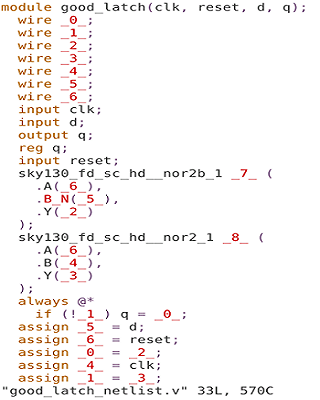 module good_latch(clk, reset, d, q);
  wire _0_;
  wire _1_;
  wire _2_;
  wire _3_;
  wire _4_;
  wire _5_;
  wire _6_;
  input clk;
  input d;
  output q;
  reg q;
  input reset;
  sky130_fd_sc_hd__nor2b_1 _7_ (
    .A(_6_),
    .B_N(_5_),
    .Y(_2_)
  );
  sky130_fd_sc_hd__nor2_1 _8_ (
    .A(_6_),
    .B(_4_),
    .Y(_3_)
  );
  always @*
    if (!_1_) q = _0_;
  assign _5_ = d;
  assign _6_ = reset;
  assign _0_ = _2_;
  assign _4_ = clk;
  assign _1_ = _3_;
"good_latch_netlist.v" 33L, 570C